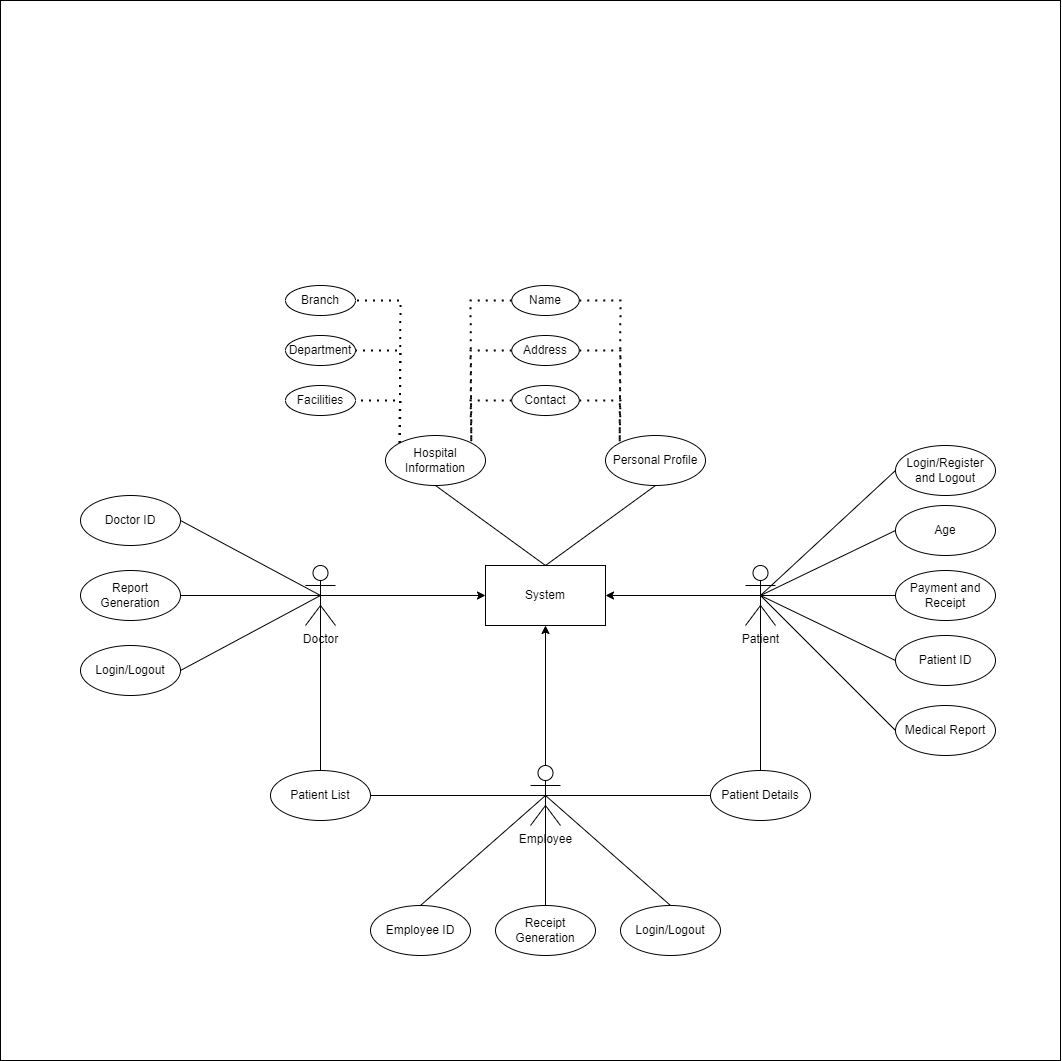 Branch
Name
Department
Address
Facilities
Contact
Hospital
Information
Personal Profile
Login/Register
and Logout
Doctor ID
Age
Report
Generation
System
Payment and
Receipt
Doctor
Patient
Login/Logout
Patient ID
Medical Report
Patient List
Patient Details
Employee
Employee ID
Receipt
Generation
Login/Logout